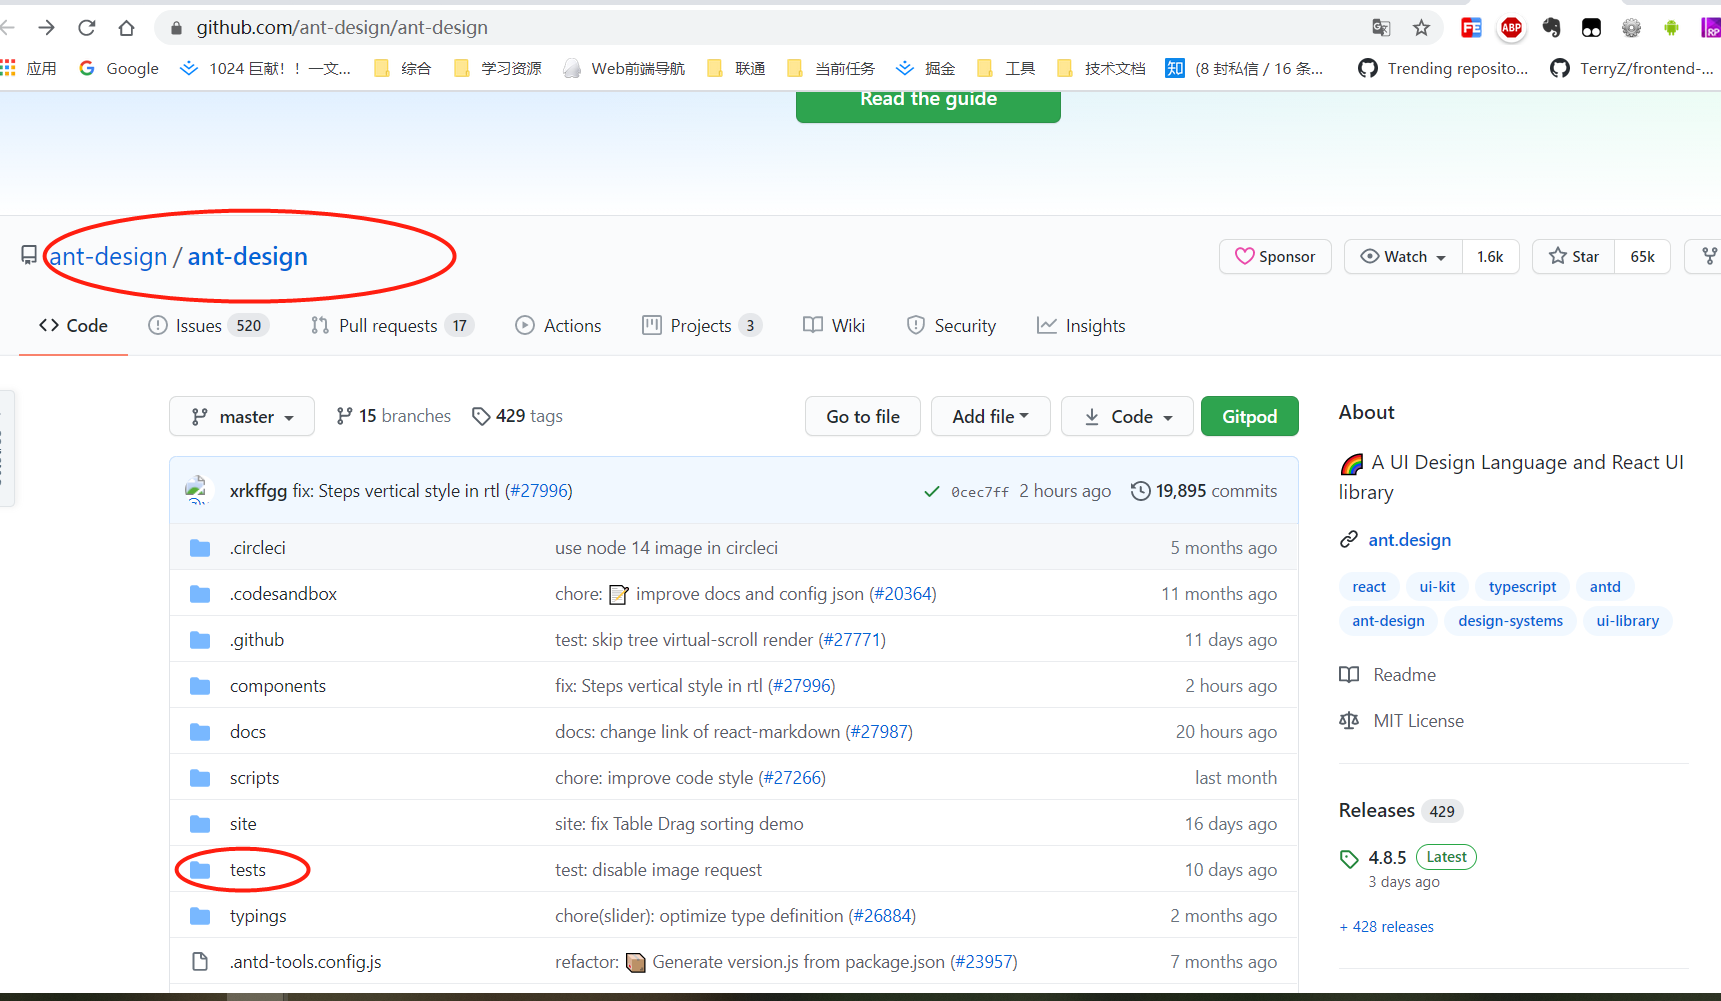 github.com/ant-design/ant-design
FE ABP RP
应用 Google 1024 巨献！！一文... 综合 学习资源 Web前端导航 联通 当前任务 掘金 工具 技术文档 知 (8 封私信 / 16 条... Trending reposito... TerryZ/frontend-...
Read the guide
ant-design / ant-design
Sponsor Watch 1.6k Star 65k
Code Issues 520 Pull requests 17 Actions Projects 3 Wiki Security Insights
master 15 branches 429 tags Go to file Add file Code Gitpod
xrkffgg fix: Steps vertical style in rtl (#27996) 0cec7ff 2 hours ago 19,895 commits
.circleci use node 14 image in circleci 5 months ago
.codesandbox chore: 📝 improve docs and config json (#20364) 11 months ago
.github test: skip tree virtual-scroll render (#27771) 11 days ago
components fix: Steps vertical style in rtl (#27996) 2 hours ago
docs docs: change link of react-markdown (#27987) 20 hours ago
scripts chore: improve code style (#27266) last month
site site: fix Table Drag sorting demo 16 days ago
tests test: disable image request 10 days ago
typings chore(slider): optimize type definition (#26884) 2 months ago
.antd-tools.config.js refactor: 📦 Generate version.js from package.json (#23957) 7 months ago
About
🌈 A UI Design Language and React UI
library
ant.design
react ui-kit typescript antd
ant-design design-systems ui-library
Readme
MIT License
Releases 429
4.8.5 Latest
3 days ago
+ 428 releases